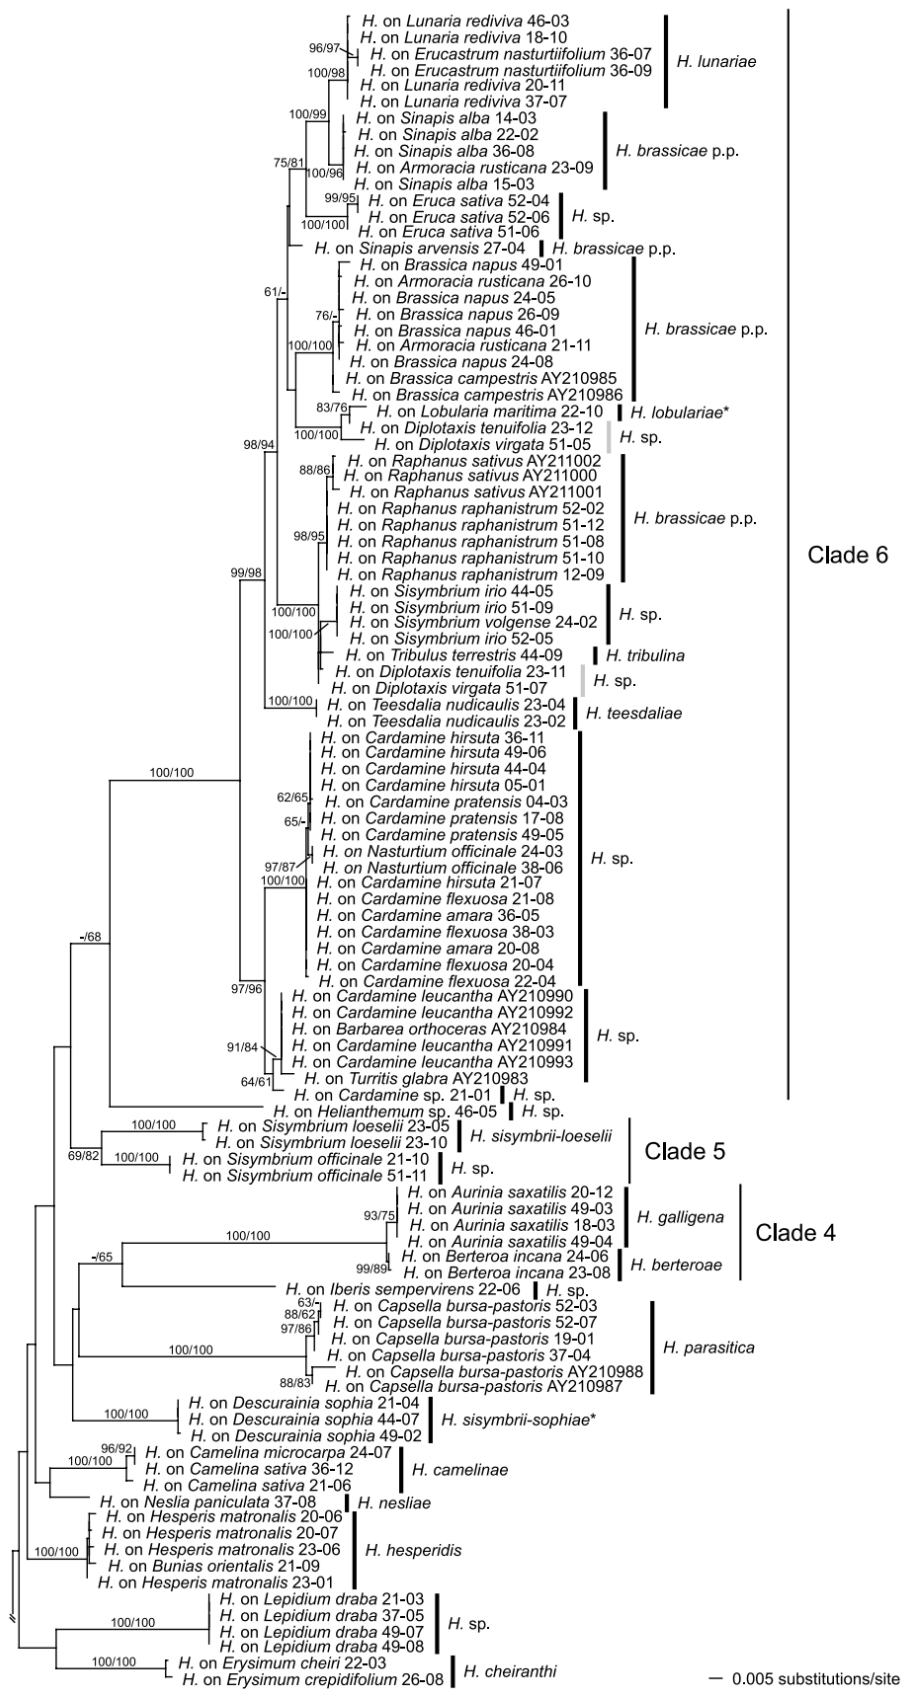 H. on Lunaria rediviva 46-03
H. on Lunaria rediviva 18-10
96/97
H. on Erucastrum nasturtiifolium 36-07
H. lunariae
H. on Erucastrum nasturtiifolium 36-09
100/98
H. on Lunaria rediviva 20-11
H. on Lunaria rediviva 37-07
100/99
H. on Sinapis alba 14-03
H. on Sinapis alba 22-02
H. on Sinapis alba 36-08
H. brassicae p.p.
75/81
100/96
H. on Armoracia rusticana 23-09
H. on Sinapis alba 15-03
99/95
H. on Eruca sativa 52-04
H. on Eruca sativa 52-06
H. sp.
100/100
H. on Eruca sativa 51-06
H. on Sinapis arvensis 27-04
H. brassicae p.p.
H. on Brassica napus 49-01
H. on Armoracia rusticana 26-10
61/-
H. on Brassica napus 24-05
76/-
H. on Brassica napus 26-09
H. on Brassica napus 46-01
H. brassicae p.p.
100/100
H. on Armoracia rusticana 21-11
H. on Brassica napus 24-08
H. on Brassica campestris AY210985
H. on Brassica campestris AY210986
83/76
H. on Lobularia maritima 22-10
H. lobulariae*
100/100
H. on Diplotaxis tenuifolia 23-12
H. sp.
H. on Diplotaxis virgata 51-05
98/94
H. on Raphanus sativus AY211002
88/86
H. on Raphanus sativus AY211000
H. on Raphanus sativus AY211001
H. on Raphanus raphanistrum 52-02
H. brassicae p.p.
H. on Raphanus raphanistrum 51-12
98/95
H. on Raphanus raphanistrum 51-08
H. on Raphanus raphanistrum 51-10
Clade 6
99/98
H. on Raphanus raphanistrum 12-09
H. on Sisymbrium irio 44-05
100/100
H. on Sisymbrium irio 51-09
H. sp.
H. on Sisymbrium volgense 24-02
100/100
H. on Sisymbrium irio 52-05
H. on Tribulus terrestris 44-09
H. tribulina
H. on Diplotaxis tenuifolia 23-11
H. sp.
H. on Diplotaxis virgata 51-07
100/100
H. on Teesdalia nudicaulis 23-04
H. teesdaliae
H. on Teesdalia nudicaulis 23-02
H. on Cardamine hirsuta 36-11
H. on Cardamine hirsuta 49-06
100/100
H. on Cardamine hirsuta 44-04
H. on Cardamine hirsuta 05-01
62/65
H. on Cardamine pratensis 04-03
65/-
H. on Cardamine pratensis 17-08
H. on Cardamine pratensis 49-05
H. on Nasturtium officinale 24-03
H. sp.
97/87
H. on Nasturtium officinale 38-06
100/100
H. on Cardamine hirsuta 21-07
H. on Cardamine flexuosa 21-08
H. on Cardamine amara 36-05
H. on Cardamine flexuosa 38-03
-/68
H. on Cardamine amara 20-08
H. on Cardamine flexuosa 20-04
H. on Cardamine flexuosa 22-04
97/96
H. on Cardamine leucantha AY210990
H. on Cardamine leucantha AY210992
H. on Barbarea orthoceras AY210984
H. sp.
91/84
H. on Cardamine leucantha AY210991
H. on Cardamine leucantha AY210993
64/61
H. on Turritis glabra AY210983
H. on Cardamine sp. 21-01
H. sp.
H. on Helianthemum sp. 46-05
H. sp.
100/100
H. on Sisymbrium loeselii 23-05
H. sisymbrii-loeselii
H. on Sisymbrium loeselii 23-10
69/82
100/100
H. on Sisymbrium officinale 21-10
H. sp.
Clade 5
H. on Sisymbrium officinale 51-11
H. on Aurinia saxatilis 20-12
H. on Aurinia saxatilis 49-03
H. galligena
93/75
H. on Aurinia saxatilis 18-03
100/100
H. on Aurinia saxatilis 49-04
Clade 4
-/65
H. on Berteroa incana 24-06
H. berteroae
99/89
H. on Berteroa incana 23-08
H. on Iberis sempervirens 22-06
H. sp.
63/-
H. on Capsella bursa-pastoris 52-03
88/62
H. on Capsella bursa-pastoris 52-07
97/86
H. on Capsella bursa-pastoris 19-01
H. parasitica
100/100
H. on Capsella bursa-pastoris 37-04
H. on Capsella bursa-pastoris AY210988
88/83
H. on Capsella bursa-pastoris AY210987
H. on Descurainia sophia 21-04
100/100
H. on Descurainia sophia 44-07
H. sisymbrii-sophiae*
H. on Descurainia sophia 49-02
96/92
H. on Camelina microcarpa 24-07
100/100
H. on Camelina sativa 36-12
H. camelinae
H. on Camelina sativa 21-06
H. on Neslia paniculata 37-08
H. nesliae
H. on Hesperis matronalis 20-06
H. on Hesperis matronalis 20-07
100/100
H. on Hesperis matronalis 23-06
H. hesperidis
H. on Bunias orientalis 21-09
H. on Hesperis matronalis 23-01
H. on Lepidium draba 21-03
H. on Lepidium draba 37-05
H. sp.
100/100
H. on Lepidium draba 49-07
H. on Lepidium draba 49-08
100/100
H. on Erysimum cheiri 22-03
H. cheiranthi
H. on Erysimum crepidifolium 26-08
0.005 substitutions/site